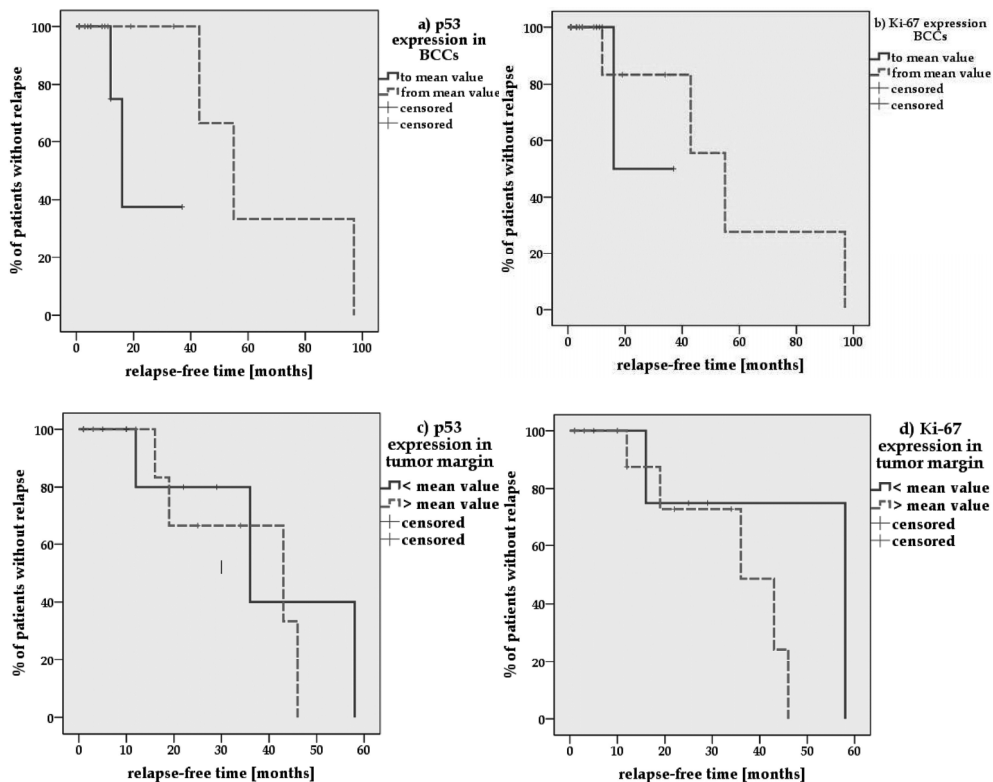 a) p53
expression in
BCCs
to mean value
from mean value
censored
censored
100
80
60
40
20
0
% of patients without relapse
0 20 40 60 80 100
relapse-free time [months]
b) Ki-67 expression
BCCs
to mean value
from mean value
censored
censored
100
80
60
40
20
0
% of patients without relapse
0 20 40 60 80 100
relapse-free time [months]
c) p53
expression in
tumor margin
< mean value
> mean value
censored
censored
100
80
60
40
20
0
% of patients without relapse
0 10 20 30 40 50 60
relapse-free time [months]
d) Ki-67
expression in
tumor margin
< mean value
> mean value
censored
censored
100
80
60
40
20
0
% of patients without relapse
0 10 20 30 40 50 60
relapse-free time [months]